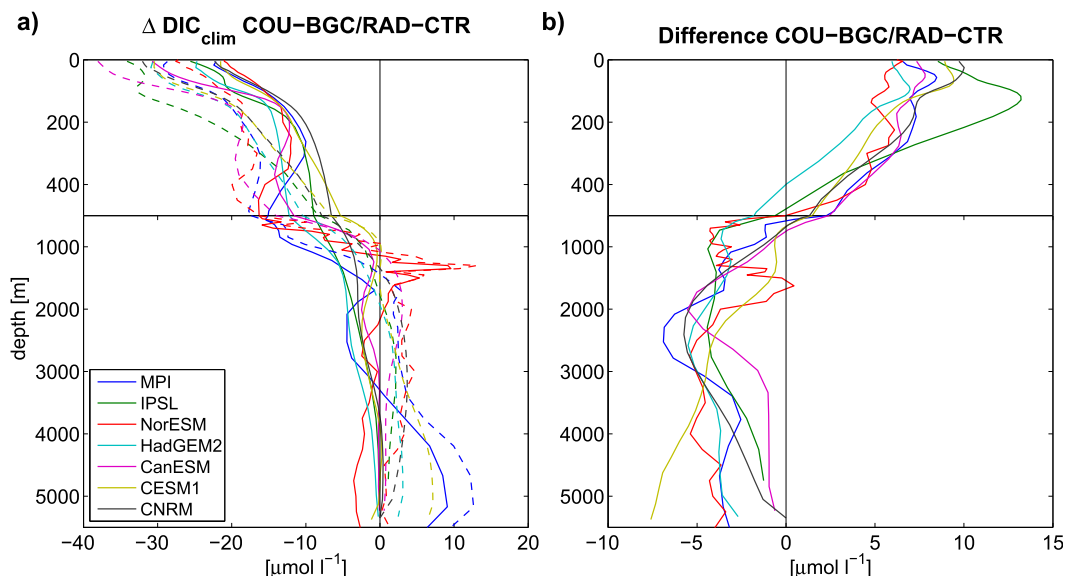 a)
Δ DIC_clim COU−BGC/RAD−CTR
0
200
400
1000
2000
3000
4000
5000
depth [m]
MPI
IPSL
NorESM
HadGEM2
CanESM
CESM1
CNRM
−40 −30 −20 −10 0 10 20
[μmol l⁻¹]
b)
Difference COU−BGC/RAD−CTR
0
200
400
1000
2000
3000
4000
5000
−10 −5 0 5 10 15
[μmol l⁻¹]